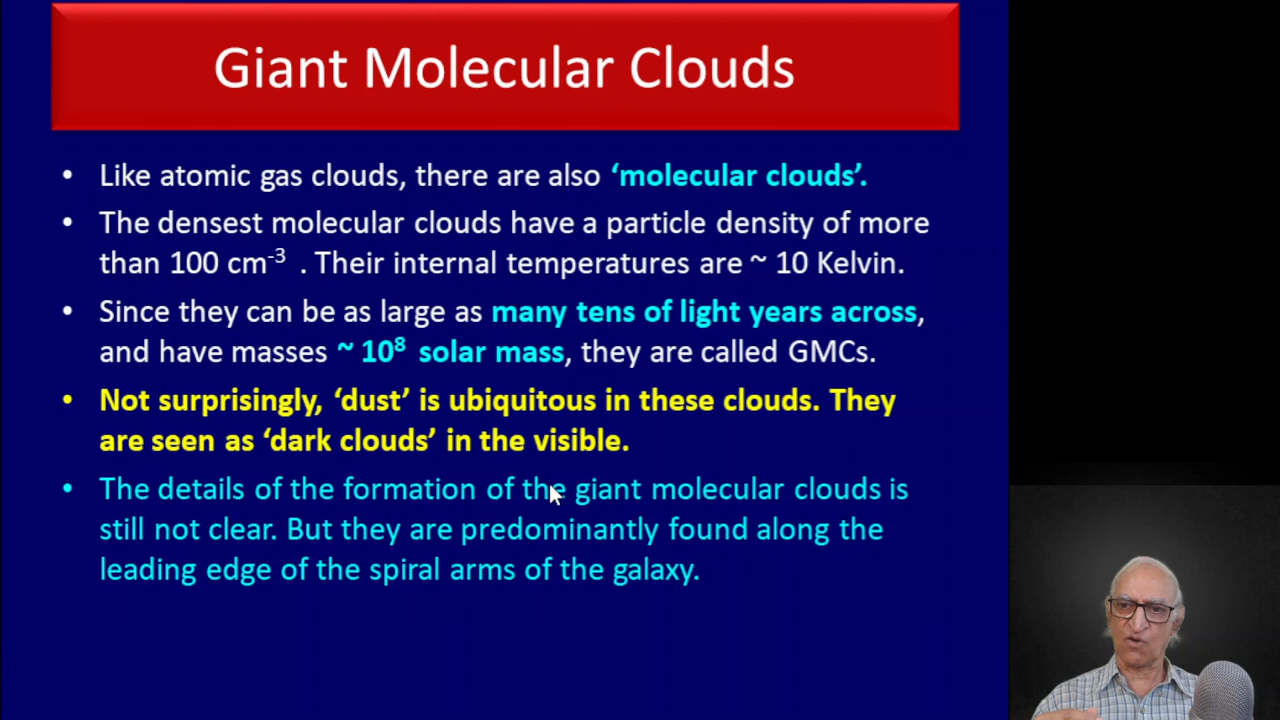 Giant Molecular Clouds
• Like atomic gas clouds, there are also ‘molecular clouds’.
• The densest molecular clouds have a particle density of more
than 100 cm⁻³ . Their internal temperatures are ~ 10 Kelvin.
• Since they can be as large as many tens of light years across,
and have masses ~ 10⁸ solar mass, they are called GMCs.
• Not surprisingly, ‘dust’ is ubiquitous in these clouds. They
are seen as ‘dark clouds’ in the visible.
• The details of the formation of the giant molecular clouds is
still not clear. But they are predominantly found along the
leading edge of the spiral arms of the galaxy.